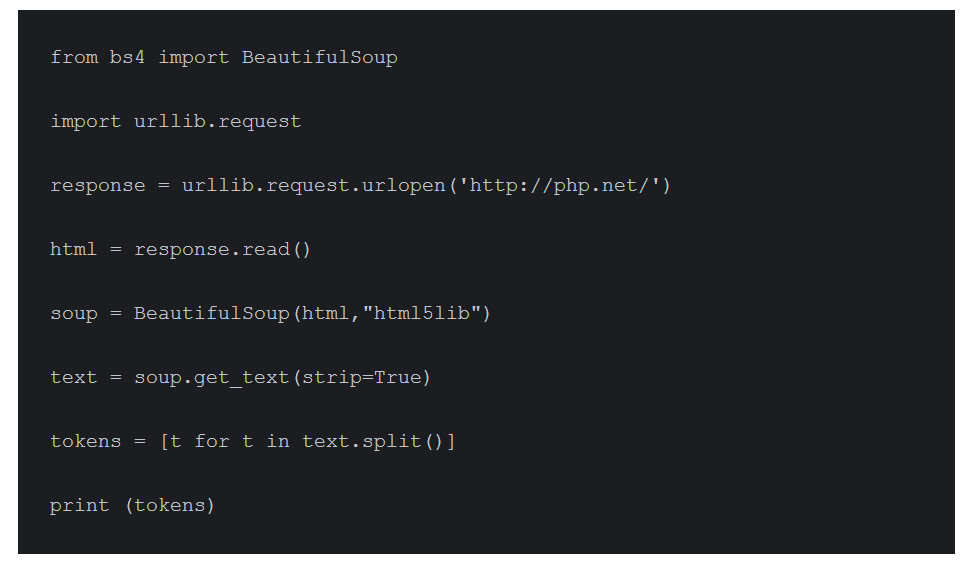 from bs4 import BeautifulSoup
import urllib.request
response = urllib.request.urlopen('http://php.net/')
html = response.read()
soup = BeautifulSoup(html,"html5lib")
text = soup.get_text(strip=True)
tokens = [t for t in text.split()]
print (tokens)